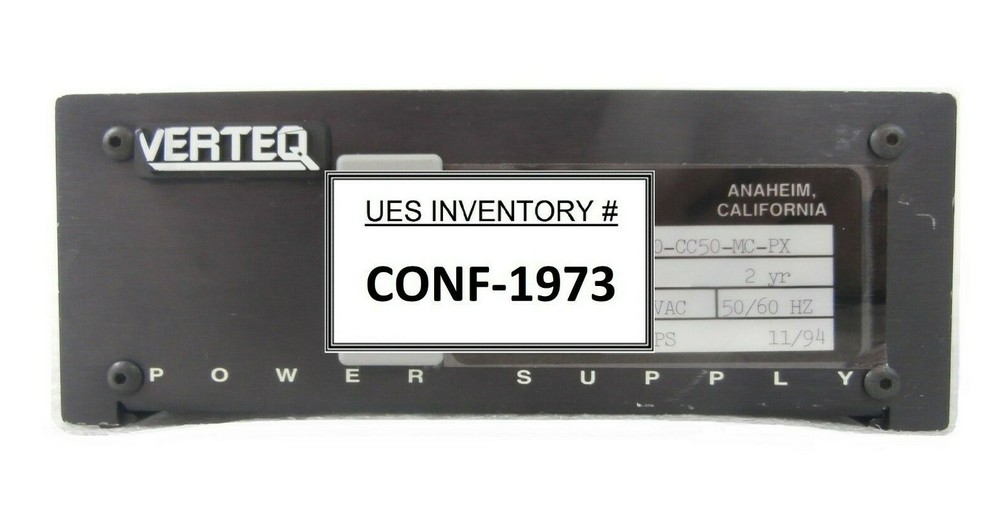 VERTEQ
UES INVENTORY #
CONF-1973
ANAHEIM,
CALIFORNIA
-CC50-MC-PX
2 yr
VAC 50/60 HZ
PS 11/94
POWER SUPPLY